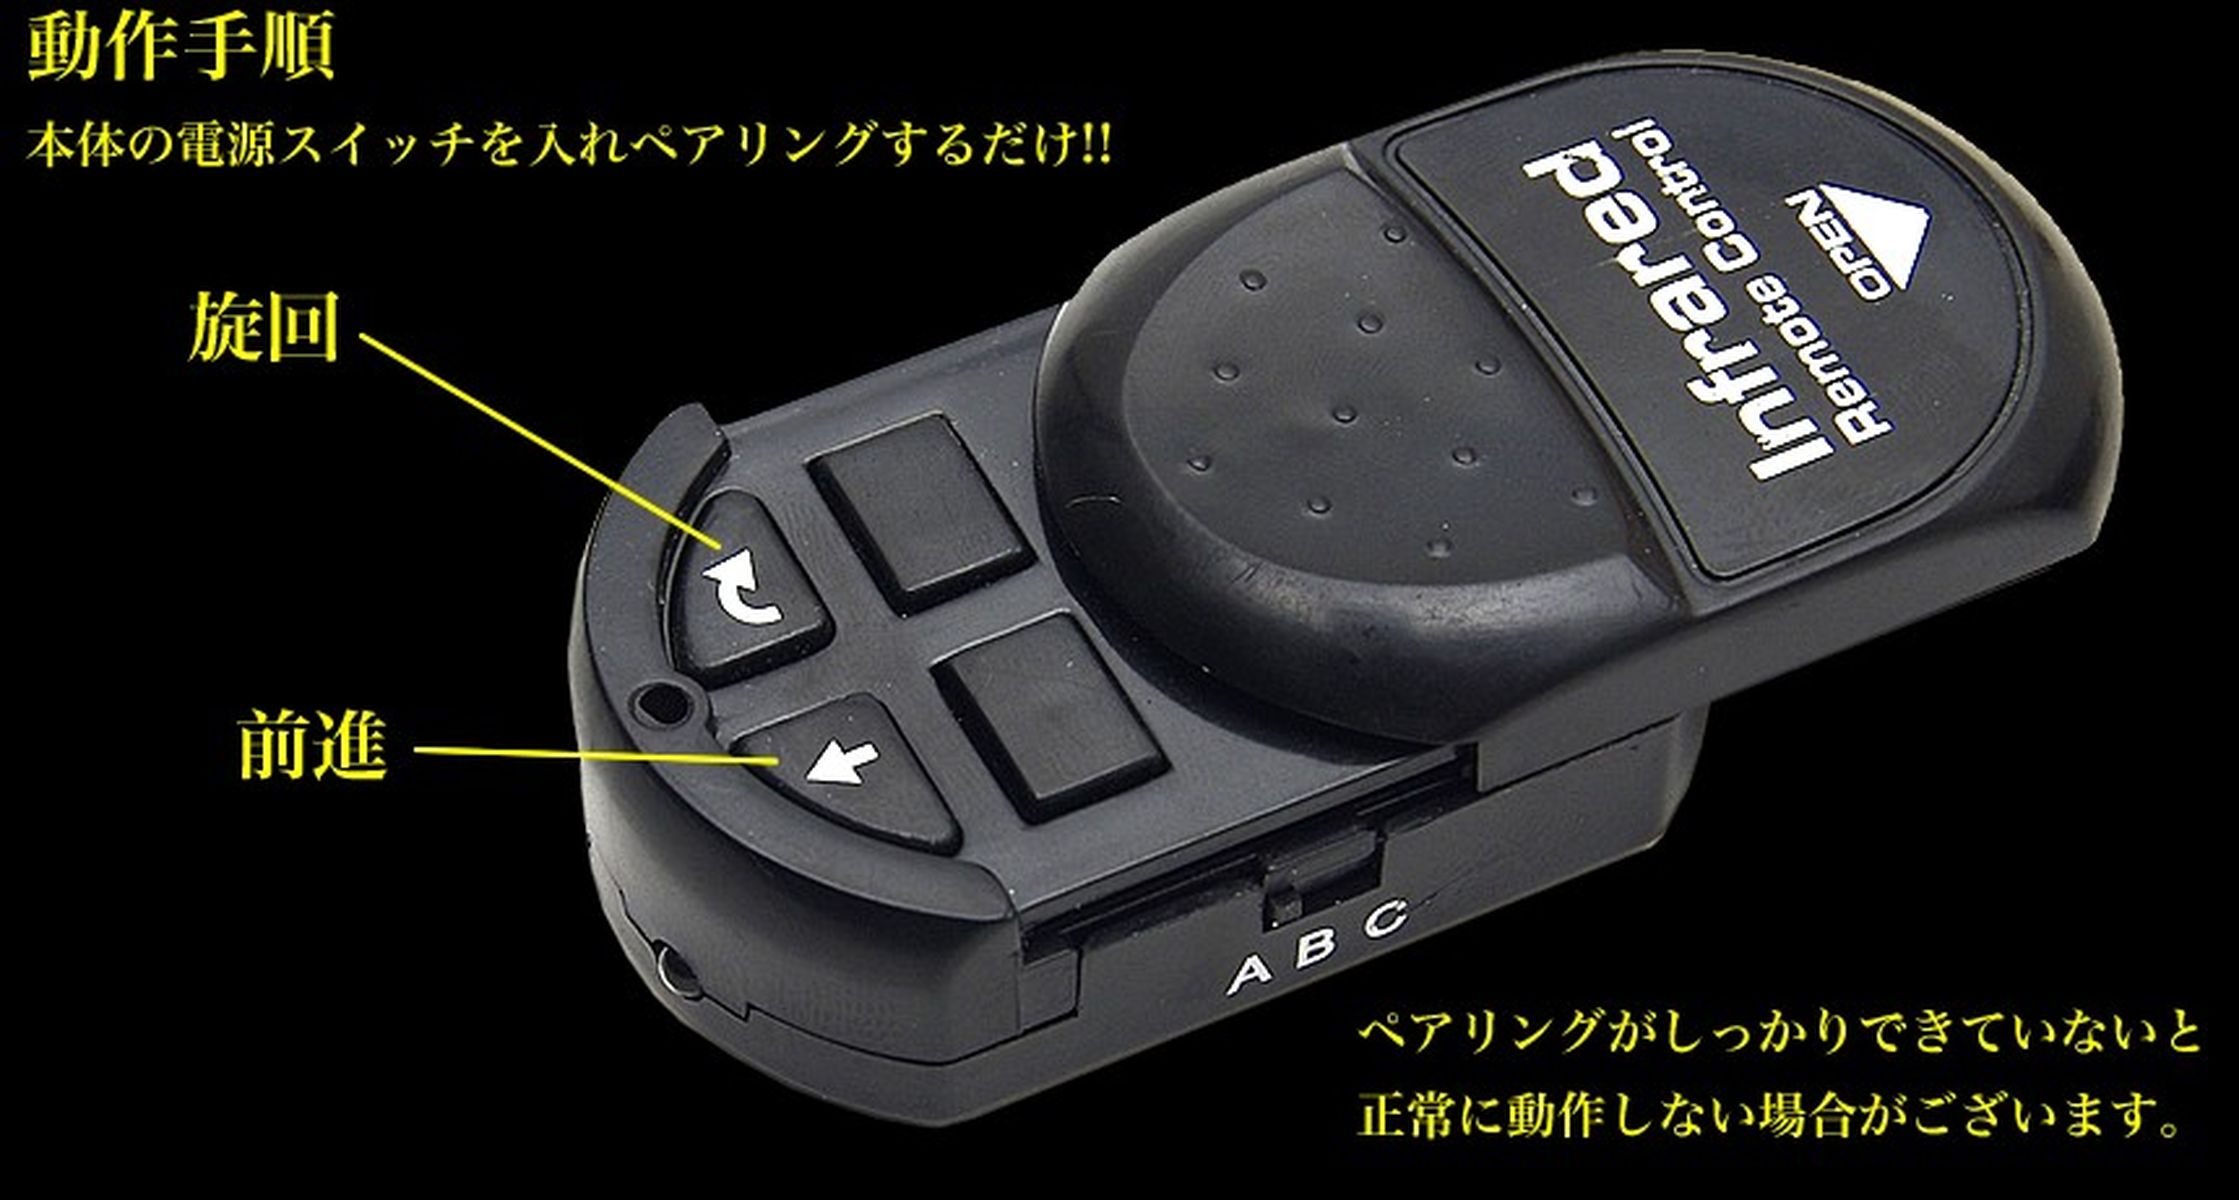 動作手順
本体の電源スイッチを入れペアリングするだけ!!
旋回
前進
Infrared
Remote Control
OPEN
A B C
ペアリングがしっかりできていないと
正常に動作しない場合がございます。